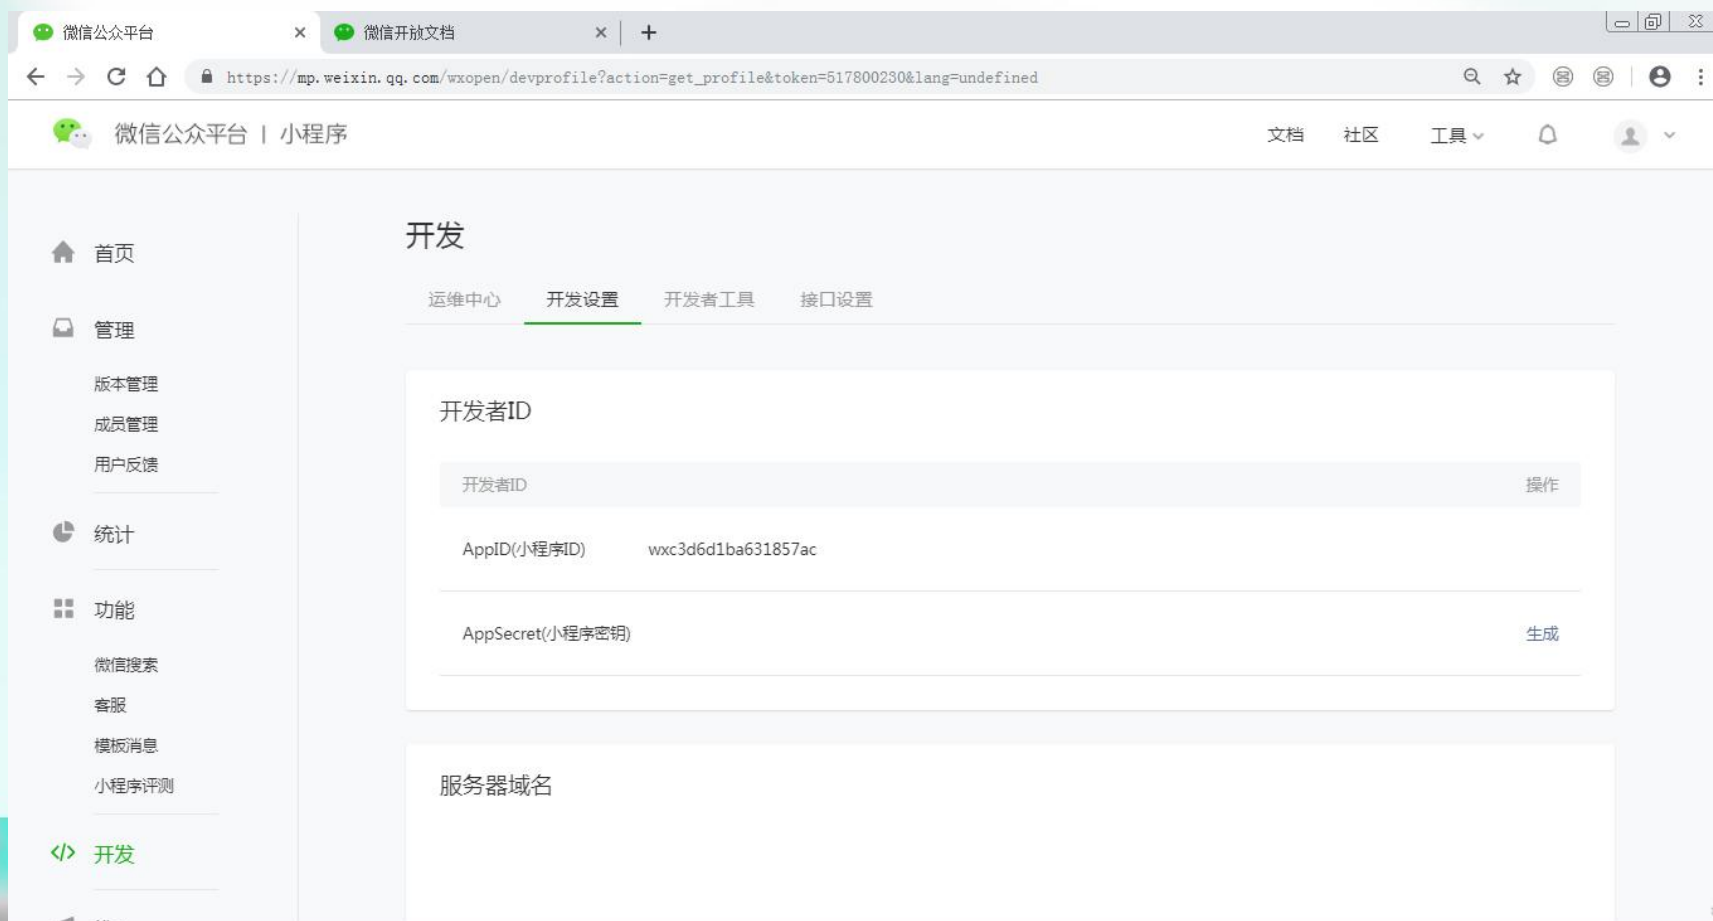 微信公众平台
微信开放文档
https://mp.weixin.qq.com/wxopen/devprofile?action=get_profile&token=517800230&lang=undefined
微信公众平台 | 小程序
文档 社区 工具
首页
管理
版本管理
成员管理
用户反馈
统计
功能
微信搜索
客服
模板消息
小程序评测
开发
开发
运维中心 开发设置 开发者工具 接口设置
开发者ID
开发者ID 操作
AppID(小程序ID) wxc3d6d1ba631857ac
AppSecret(小程序密钥) 生成
服务器域名